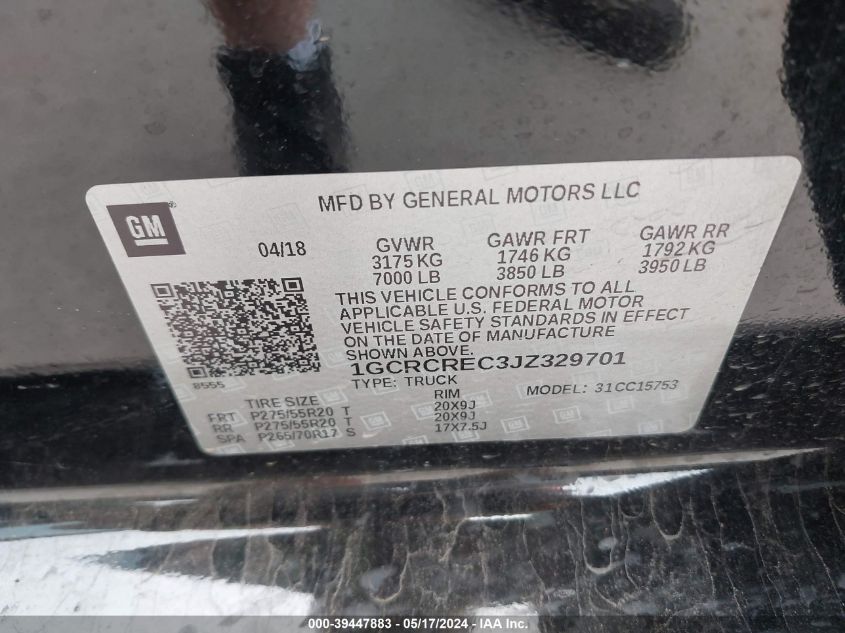 MFD BY GENERAL MOTORS LLC
GM
04/18 GVWR GAWR FRT GAWR RR
3175 KG 1746 KG 1792 KG
7000 LB 3850 LB 3950 LB
THIS VEHICLE CONFORMS TO ALL
APPLICABLE U.S. FEDERAL MOTOR
VEHICLE SAFETY STANDARDS IN EFFECT
ON THE DATE OF MANUFACTURE
SHOWN ABOVE.
8555
1GCRCREC3JZ329701
TYPE: TRUCK MODEL: 31CC15753
TIRE SIZE RIM
FRT P275/55R20 T 20X9J
RR P275/55R20 T 20X9J
SPA P265/70R17 S 17X7.5J
000-39447883 - 05/17/2024 - IAA, Inc.